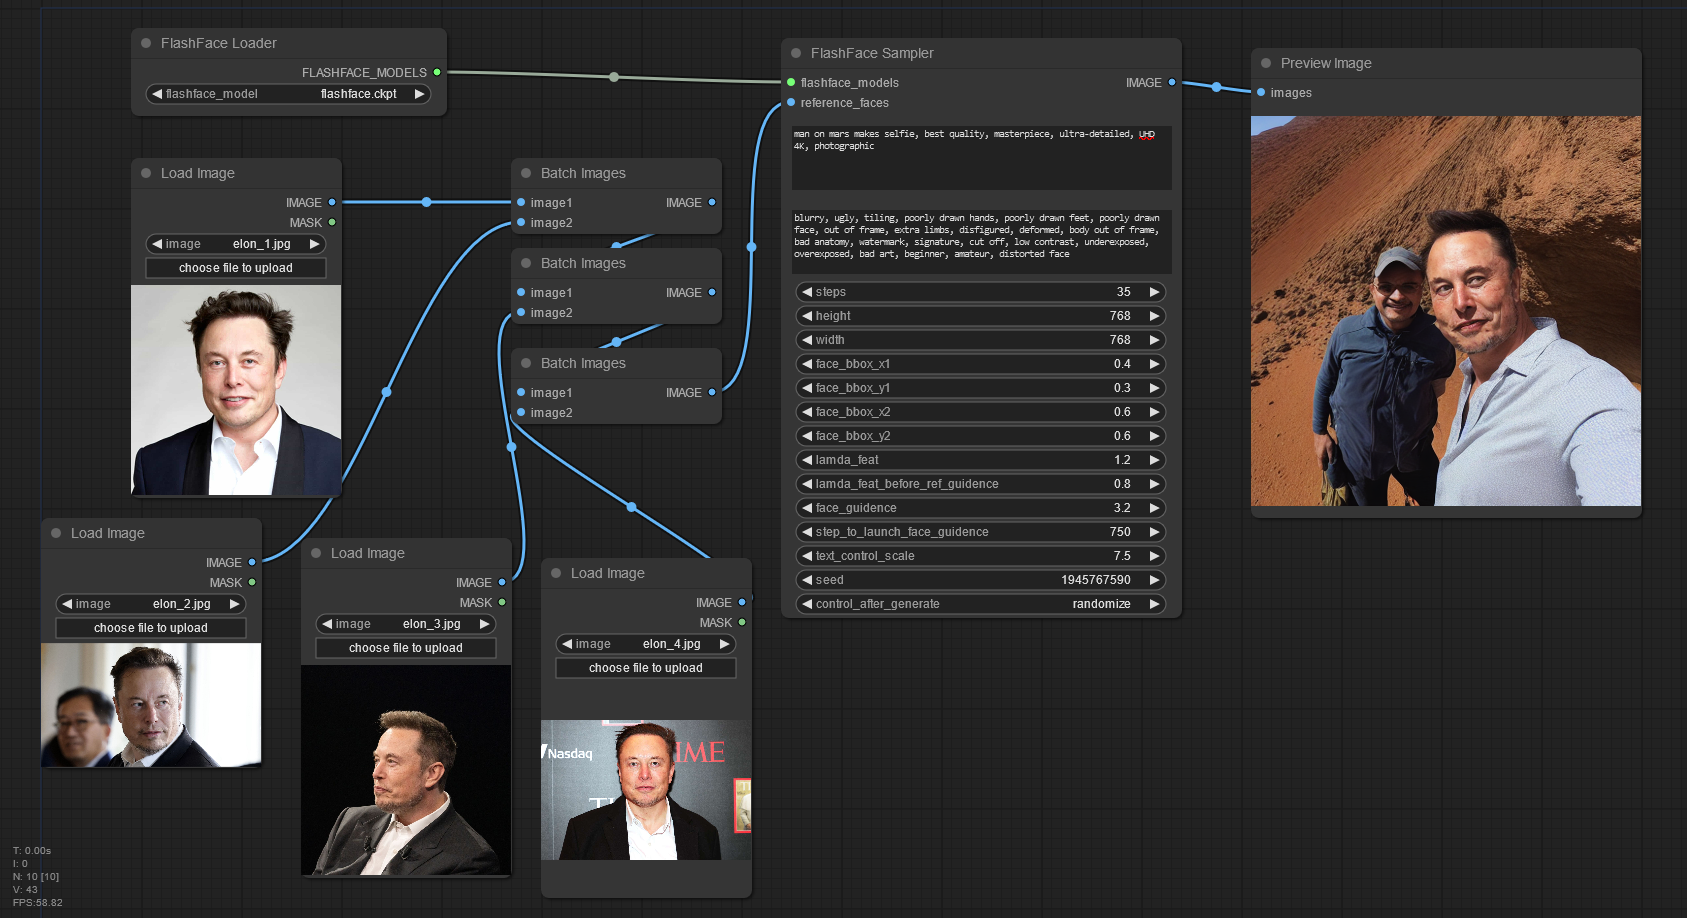 FlashFace Loader
FLASHFACE_MODELS
flashface_model flashface.ckpt
Load Image
IMAGE
MASK
image elon_1.jpg
choose file to upload
Load Image
IMAGE
MASK
image elon_2.jpg
choose file to upload
Load Image
IMAGE
MASK
image elon_3.jpg
choose file to upload
Load Image
IMAGE
MASK
image elon_4.jpg
choose file to upload
Nasdaq
IME
Batch Images
image1 IMAGE
image2
Batch Images
image1 IMAGE
image2
Batch Images
image1 IMAGE
image2
FlashFace Sampler
flashface_models IMAGE
reference_faces
man on mars makes selfie, best quality, masterpiece, ultra-detailed, UHD
4K, photographic
blurry, ugly, tiling, poorly drawn hands, poorly drawn feet, poorly drawn
face, out of frame, extra limbs, disfigured, deformed, body out of frame,
bad anatomy, watermark, signature, cut off, low contrast, underexposed,
overexposed, bad art, beginner, amateur, distorted face
steps 35
height 768
width 768
face_bbox_x1 0.4
face_bbox_y1 0.3
face_bbox_x2 0.6
face_bbox_y2 0.6
lamda_feat 1.2
lamda_feat_before_ref_guidence 0.8
face_guidence 3.2
step_to_launch_face_guidence 750
text_control_scale 7.5
seed 1945767590
control_after_generate randomize
Preview Image
images
T: 0.00s
I: 0
N: 10 [10]
V: 43
FPS:58.82